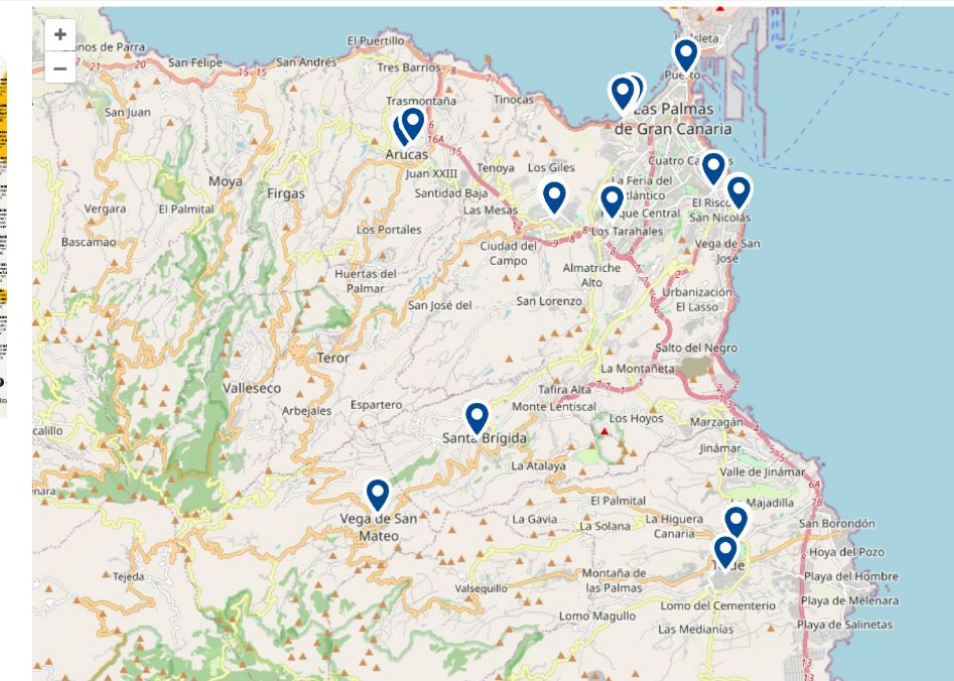 +
−
nos de Parra
El Puertillo
La Isleta
San Felipe
San Andrés
Tres Barrios
Puerto
San Juan
Trasmontaña
Tinocas
Las Palmas
de Gran Canaria
Arucas
Juan XXIII
Tenoya
Los Giles
Cuatro Ca
Moya
Firgas
Santidad Baja
La Feria del
Atlántico
Vergara
El Palmital
Las Mesas
que Central
El Risco
San Nicolás
Los Portales
Los Tarahales
Bascamao
Ciudad del
Campo
Vega de San
José
Huertas del
Palmar
Almatriche
Alto
San José del
San Lorenzo
Urbanización
El Lasso
Teror
Salto del Negro
La Montañeta
Valleseco
Tafira Alta
Arbejales
Espartero
Monte Lentiscal
Los Hoyos
Marzagán
calillo
Santa Brígida
Jinámar
La Atalaya
Valle de Jinámar
nara
El Palmital
Majadilla
Vega de San
Mateo
La Gavia
La Solana
La Higuera
Canaria
San Borondón
Hoya del Pozo
Tejeda
Valsequillo
Montaña de
las Palmas
Playa del Hombre
Lomo Magullo
Lomo del Cementerio
Playa de Melenara
Las Medianías
Playa de Salinetas